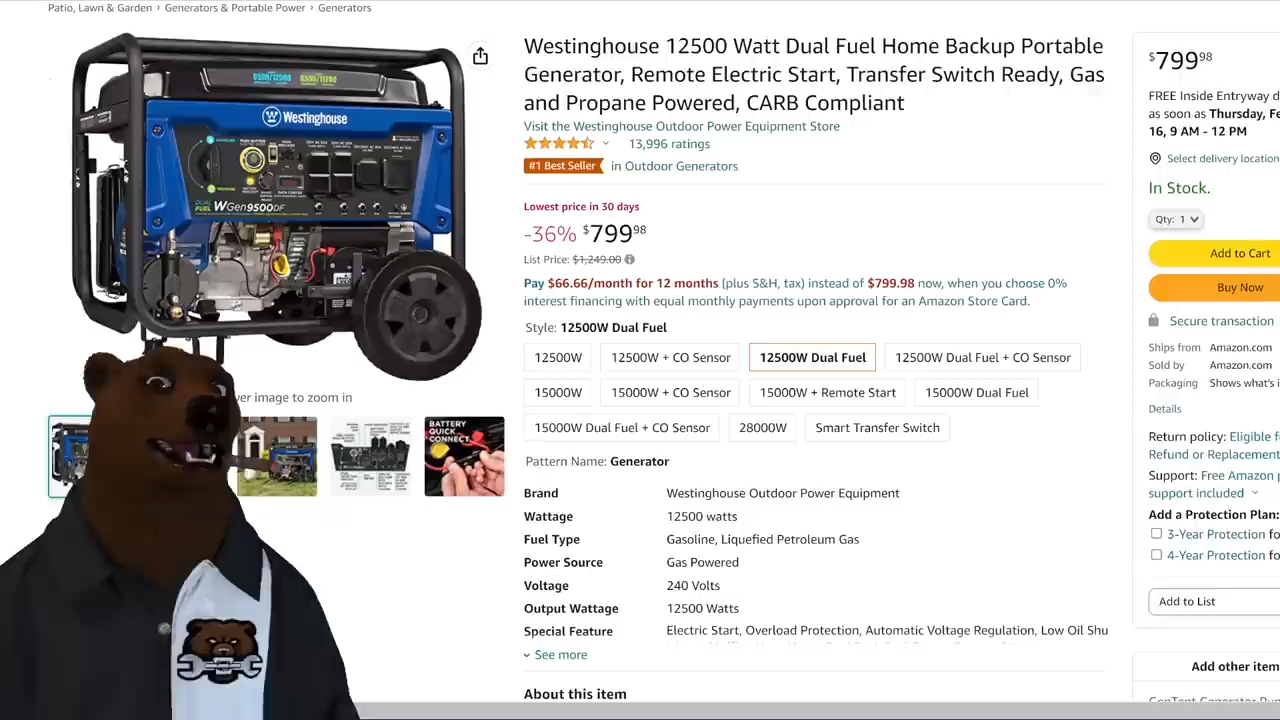 Patio, Lawn & Garden › Generators & Portable Power › Generators
Westinghouse 12500 Watt Dual Fuel Home Backup Portable
Generator, Remote Electric Start, Transfer Switch Ready, Gas
and Propane Powered, CARB Compliant
Visit the Westinghouse Outdoor Power Equipment Store
13,996 ratings
#1 Best Seller in Outdoor Generators
Lowest price in 30 days
-36% $799 98
List Price: $1,249.00
Pay $66.66/month for 12 months (plus S&H, tax) instead of $799.98 now, when you choose 0%
interest financing with equal monthly payments upon approval for an Amazon Store Card.
Style: 12500W Dual Fuel
12500W 12500W + CO Sensor 12500W Dual Fuel 12500W Dual Fuel + CO Sensor
15000W 15000W + CO Sensor 15000W + Remote Start 15000W Dual Fuel
15000W Dual Fuel + CO Sensor 28000W Smart Transfer Switch
Pattern Name: Generator
Brand Westinghouse Outdoor Power Equipment
Wattage 12500 watts
Fuel Type Gasoline, Liquefied Petroleum Gas
Power Source Gas Powered
Voltage 240 Volts
Output Wattage 12500 Watts
Special Feature Electric Start, Overload Protection, Automatic Voltage Regulation, Low Oil Shu
See more
About this item
9500/12500 8500/11200
Westinghouse
DUAL
FUEL WGen9500DF
ver image to zoom in
BATTERY
QUICK
CONNECT
$799 98
FREE Inside Entryway d
as soon as Thursday, Fe
16, 9 AM - 12 PM
Select delivery location
In Stock.
Qty: 1
Add to Cart
Buy Now
Secure transaction
Ships from Amazon.com
Sold by Amazon.com
Packaging Shows what's i
Details
Return policy: Eligible f
Refund or Replacement
Support: Free Amazon p
support included
Add a Protection Plan:
3-Year Protection fo
4-Year Protection fo
Add to List
Add other item